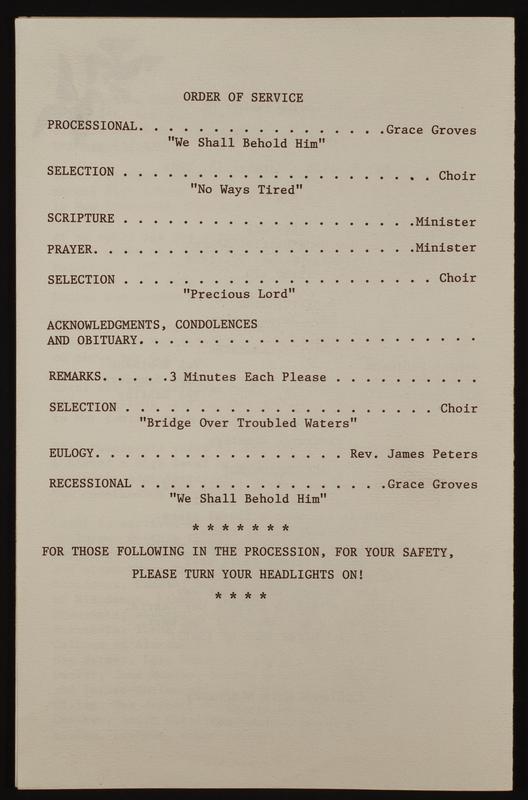 ORDER OF SERVICE
PROCESSIONAL. . . . . . . . . . . . . . . . .Grace Groves
"We Shall Behold Him"
SELECTION . . . . . . . . . . . . . . . . . . . . . Choir
"No Ways Tired"
SCRIPTURE . . . . . . . . . . . . . . . . . . . .Minister
PRAYER. . . . . . . . . . . . . . . . . . . . . .Minister
SELECTION . . . . . . . . . . . . . . . . . . . . . Choir
"Precious Lord"
ACKNOWLEDGMENTS, CONDOLENCES
AND OBITUARY. . . . . . . . . . . . . . . . . . . . . . .
REMARKS. . . . .3 Minutes Each Please . . . . . . . . . .
SELECTION . . . . . . . . . . . . . . . . . . . . . Choir
"Bridge Over Troubled Waters"
EULOGY. . . . . . . . . . . . . . . . . Rev. James Peters
RECESSIONAL . . . . . . . . . . . . . . . . .Grace Groves
"We Shall Behold Him"
* * * * * * *
FOR THOSE FOLLOWING IN THE PROCESSION, FOR YOUR SAFETY,
PLEASE TURN YOUR HEADLIGHTS ON!
* * * *